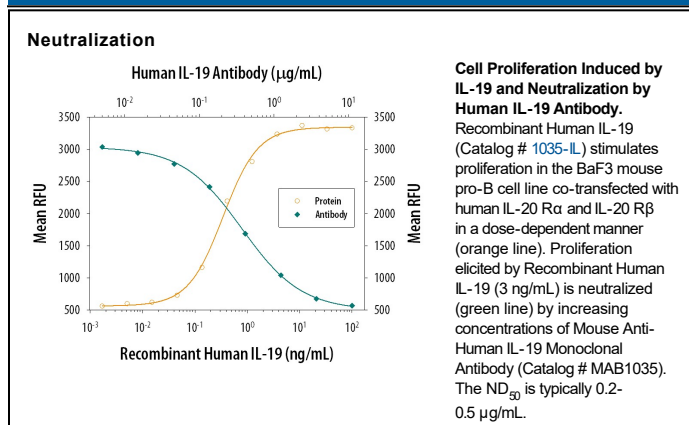 Neutralization
Human IL-19 Antibody (μg/mL)
10-2 10-1 100 101
3500 3500
3000 3000
2500 2500
2000 2000
1500 1500
1000 1000
500 500
Mean RFU
Mean RFU
Protein
Antibody
10-3 10-2 10-1 100 101 102
Recombinant Human IL-19 (ng/mL)
Cell Proliferation Induced by
IL-19 and Neutralization by
Human IL-19 Antibody.
Recombinant Human IL-19
(Catalog # 1035-IL) stimulates
proliferation in the BaF3 mouse
pro-B cell line co-transfected with
human IL-20 Rα and IL-20 Rβ
in a dose-dependent manner
(orange line). Proliferation
elicited by Recombinant Human
IL-19 (3 ng/mL) is neutralized
(green line) by increasing
concentrations of Mouse Anti-
Human IL-19 Monoclonal
Antibody (Catalog # MAB1035).
The ND50 is typically 0.2-
0.5 μg/mL.